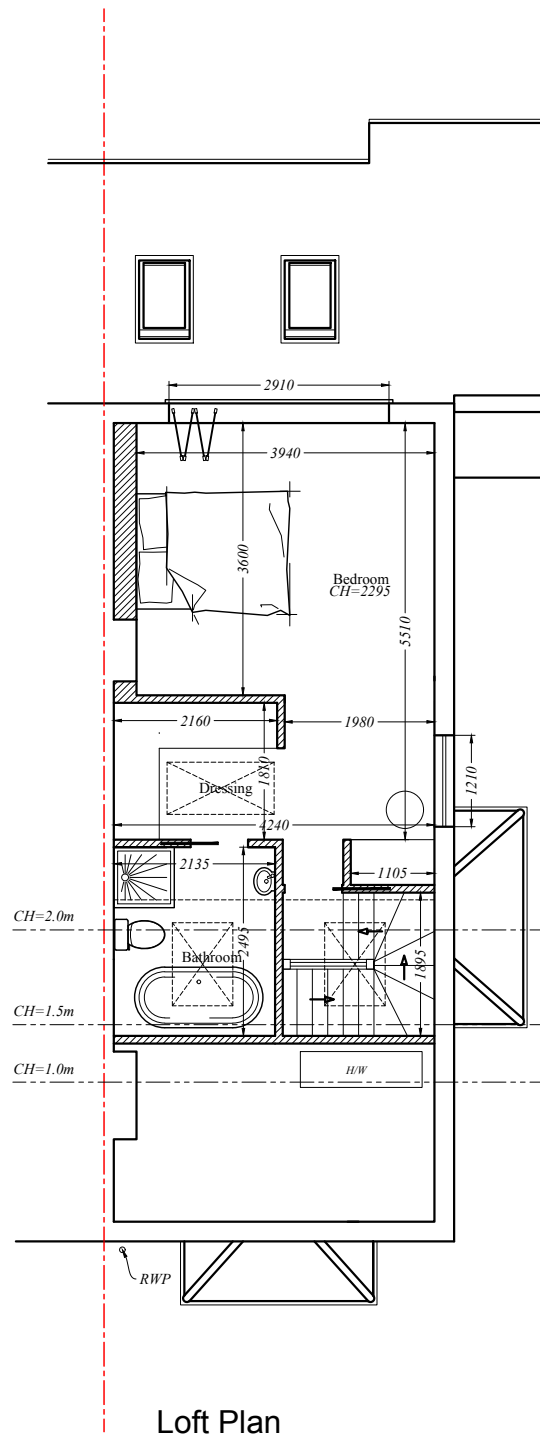 2910
3940
3600
Bedroom
CH=2295
5510
2160
1980
1810
1210
Dressing
4240
2135
1105
CH=2.0m
2495
Bathroom
1895
CH=1.5m
CH=1.0m
H/W
RWP
Loft Plan